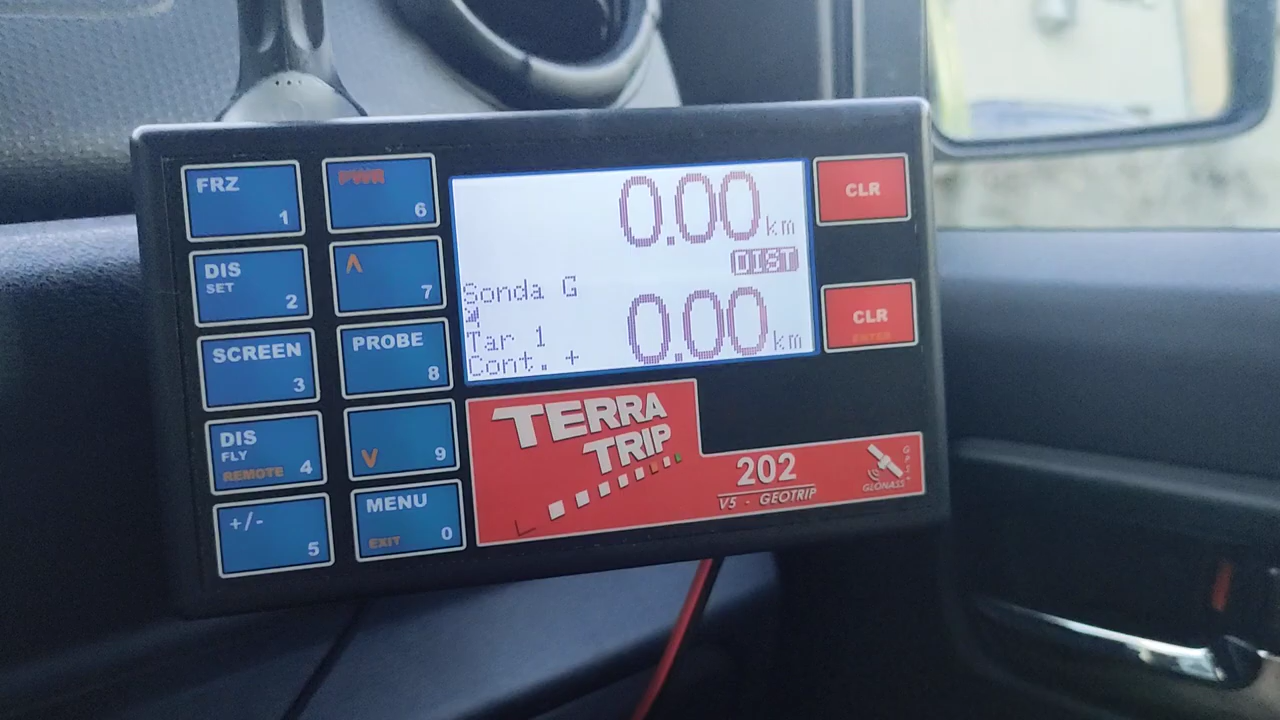 FRZ
1
PWR
6
DIS
SET
2
Λ
7
SCREEN
3
PROBE
8
DIS
FLY
REMOTE
4
V
9
+/-
5
MENU
EXIT
0
0.00 km
DIST
Sonda G
0.00 km
Tar 1
Cont. +
CLR
CLR
ENTER
TERRA
TRIP
202
V5 - GEOTRIP
GPS+
GLONASS